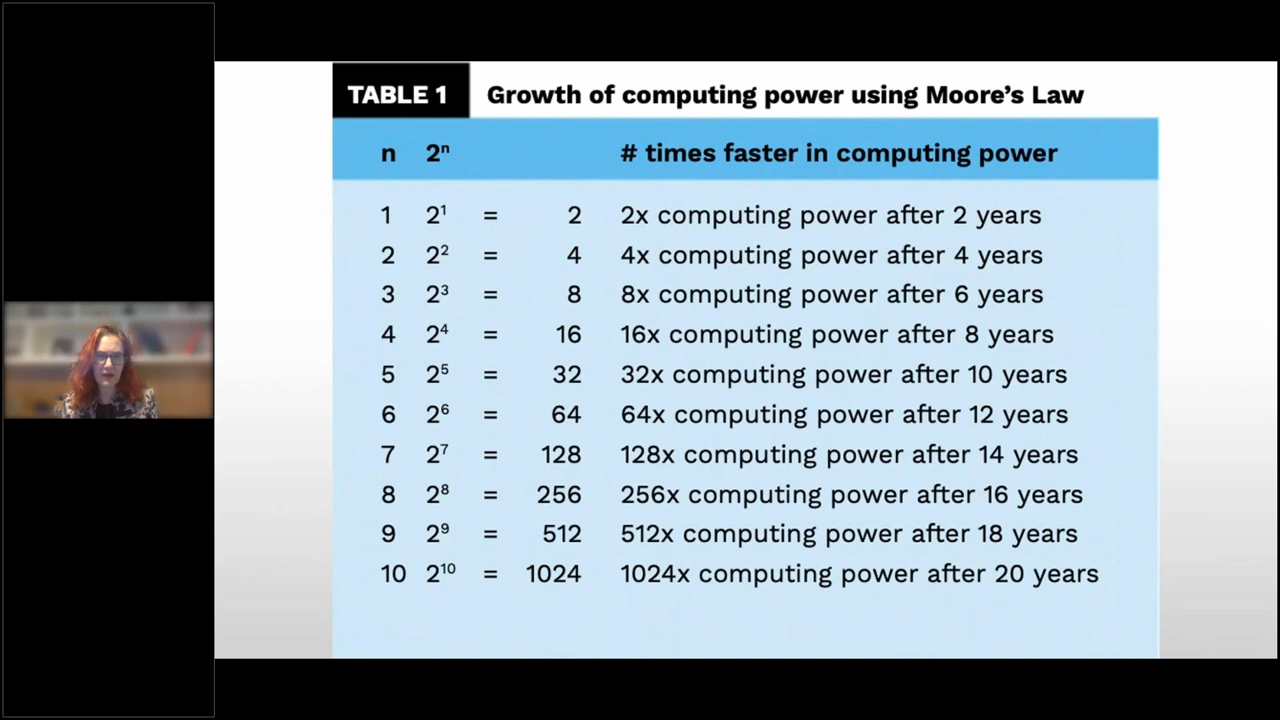 TABLE 1 Growth of computing power using Moore's Law
n 2ⁿ # times faster in computing power
1 2¹ = 2 2x computing power after 2 years
2 2² = 4 4x computing power after 4 years
3 2³ = 8 8x computing power after 6 years
4 2⁴ = 16 16x computing power after 8 years
5 2⁵ = 32 32x computing power after 10 years
6 2⁶ = 64 64x computing power after 12 years
7 2⁷ = 128 128x computing power after 14 years
8 2⁸ = 256 256x computing power after 16 years
9 2⁹ = 512 512x computing power after 18 years
10 2¹⁰ = 1024 1024x computing power after 20 years